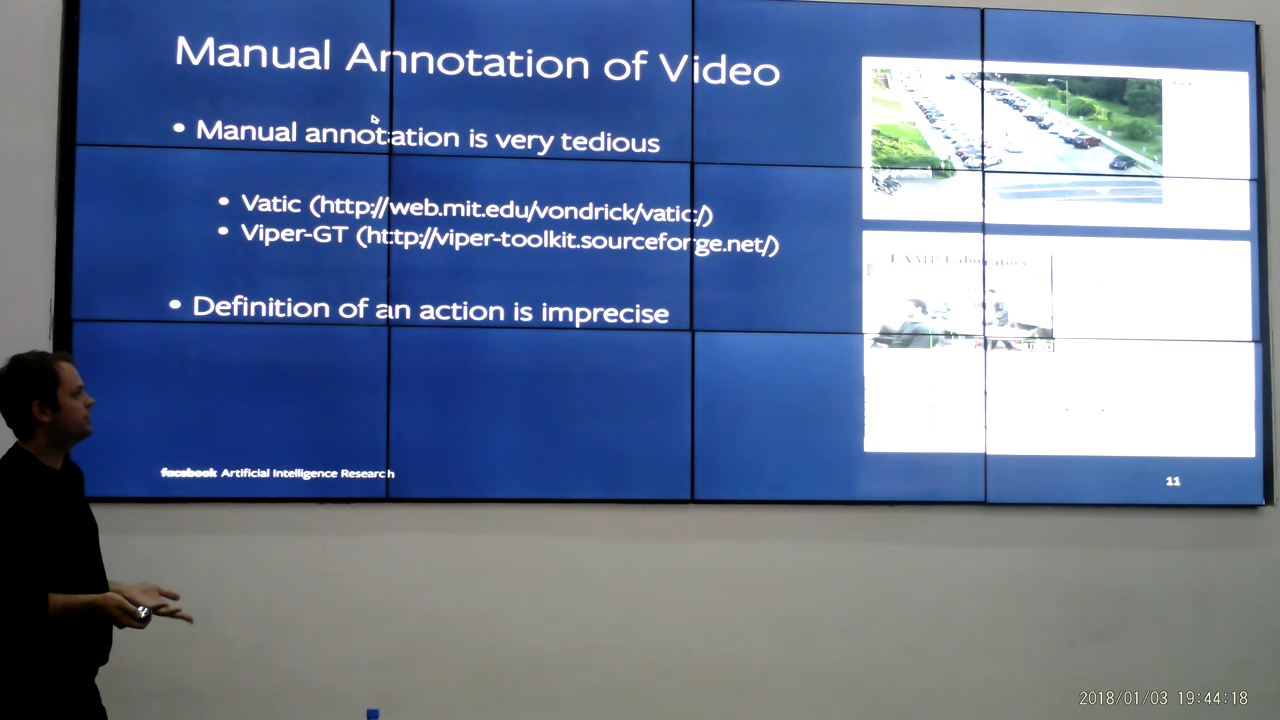 Manual Annotation of Video
• Manual annotation is very tedious
• Vatic (http://web.mit.edu/vondrick/vatic/)
• Viper-GT (http://viper-toolkit.sourceforge.net/)
• Definition of an action is imprecise
LAMP Laboratory
facebook Artificial Intelligence Research
11
2018/01/03 19:44:18